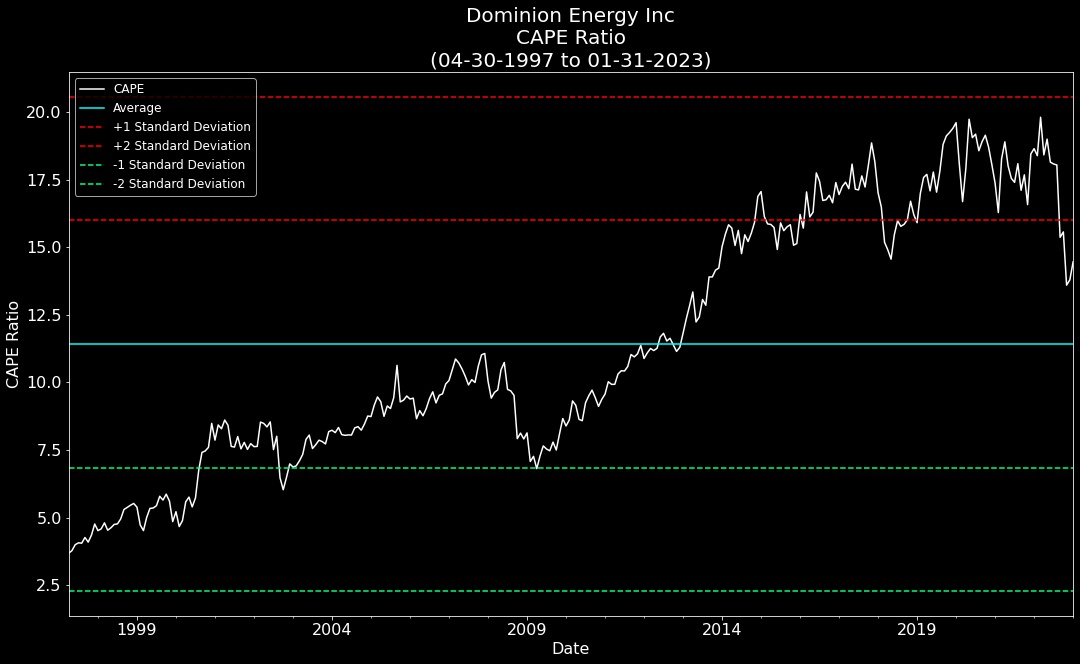 Dominion Energy Inc
CAPE Ratio
(04-30-1997 to 01-31-2023)
CAPE
Average
+1 Standard Deviation
+2 Standard Deviation
-1 Standard Deviation
-2 Standard Deviation
CAPE Ratio
20.0
17.5
15.0
12.5
10.0
7.5
5.0
2.5
1999
2004
2009
2014
2019
Date